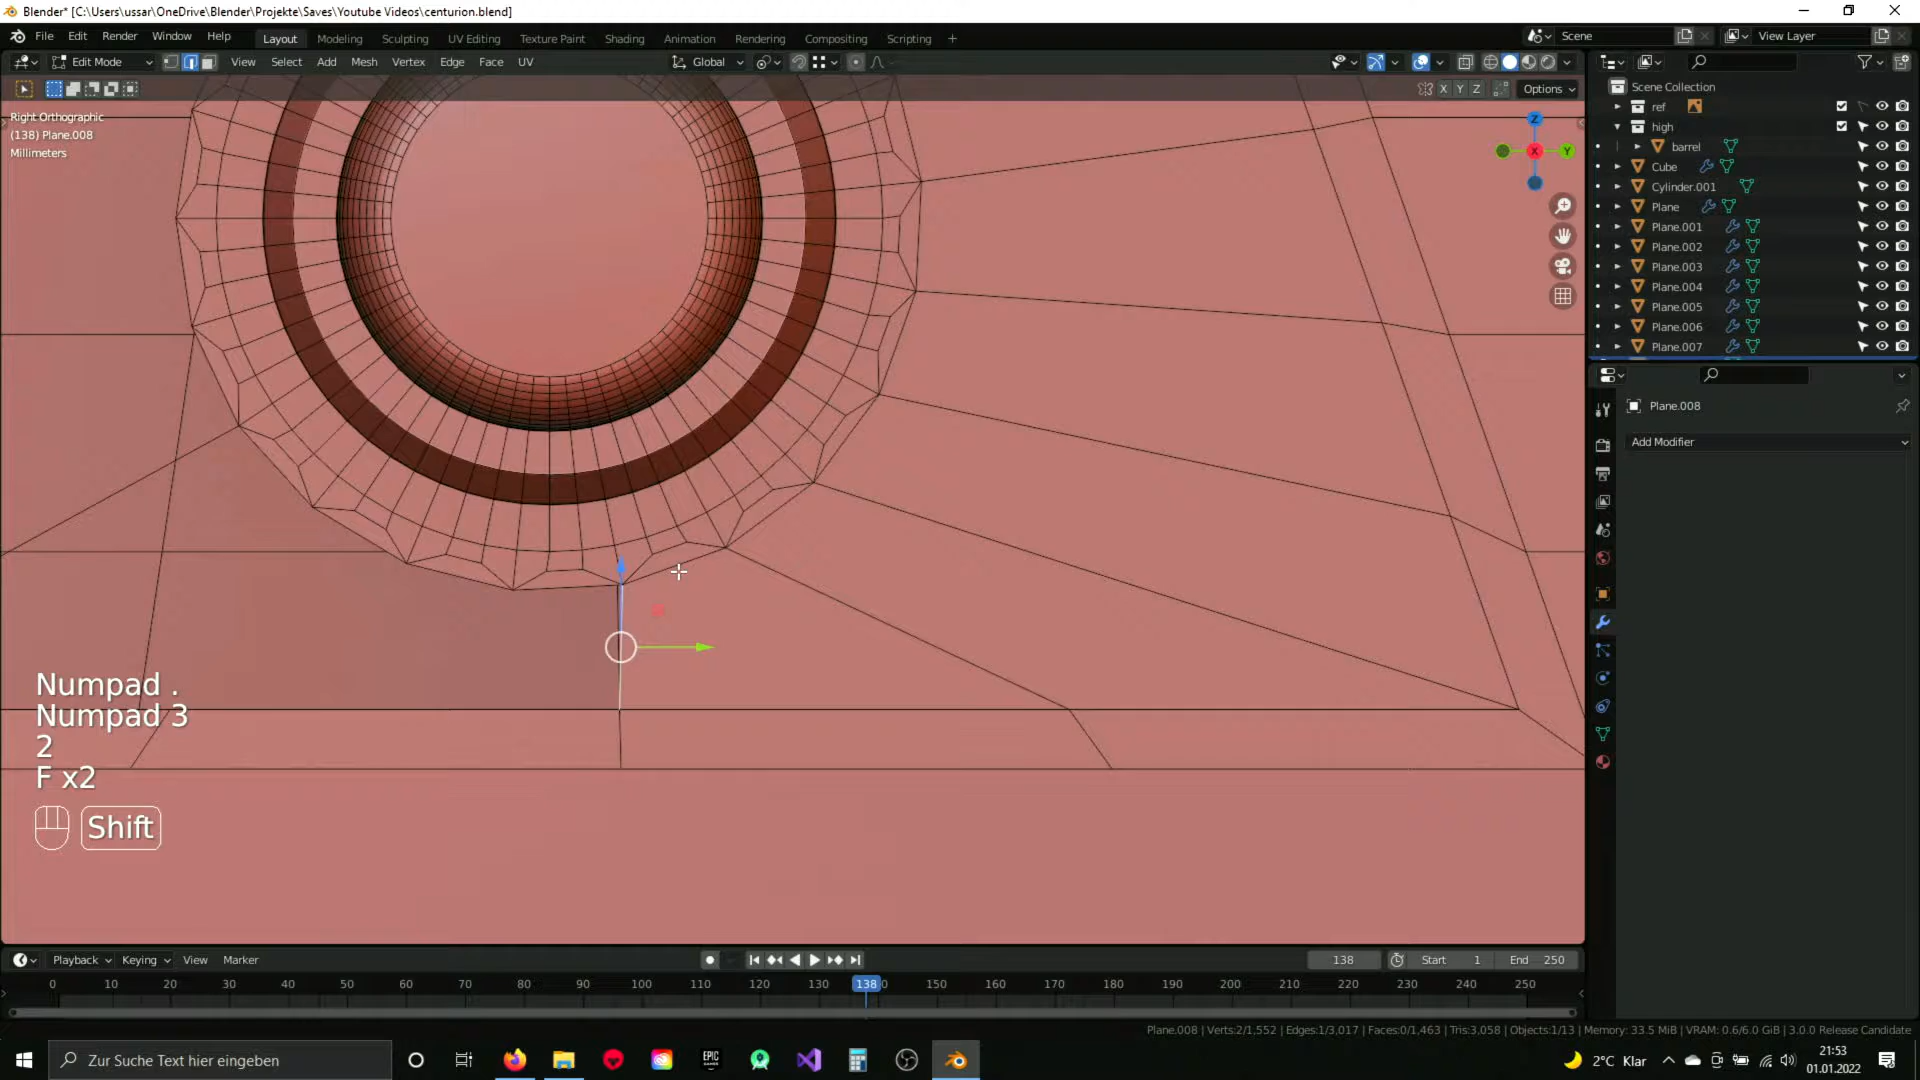 Blender* [C:\Users\ussar\OneDrive\Blender\Projekte\Saves\Youtube Videos\centurion.blend]
File Edit Render Window Help Layout Modeling Sculpting UV Editing Texture Paint Shading Animation Rendering Compositing Scripting + Scene View Layer
Edit Mode View Select Add Mesh Vertex Edge Face UV Global
X Y Z Options
Right Orthographic
(138) Plane.008
Millimeters
Z
Y
X
Scene Collection
ref
high
barrel
Cube
Cylinder.001
Plane
Plane.001
Plane.002
Plane.003
Plane.004
Plane.005
Plane.006
Plane.007
Plane.008
Add Modifier
Numpad .
Numpad 3
2
F x2
Shift
Playback Keying View Marker 138 Start 1 End 250
0 10 20 30 40 50 60 70 80 90 100 110 120 130 138 0 150 160 170 180 190 200 210 220 230 240 250
Plane.008 | Verts:2/1,552 | Edges:1/3,017 | Faces:0/1,463 | Tris:3,058 | Objects:1/13 | Memory: 33.5 MiB | VRAM: 0.6/6.0 GiB | 3.0.0 Release Candidate
Zur Suche Text hier eingeben
EPIC
GAMES
2°C Klar
21:53
01.01.2022